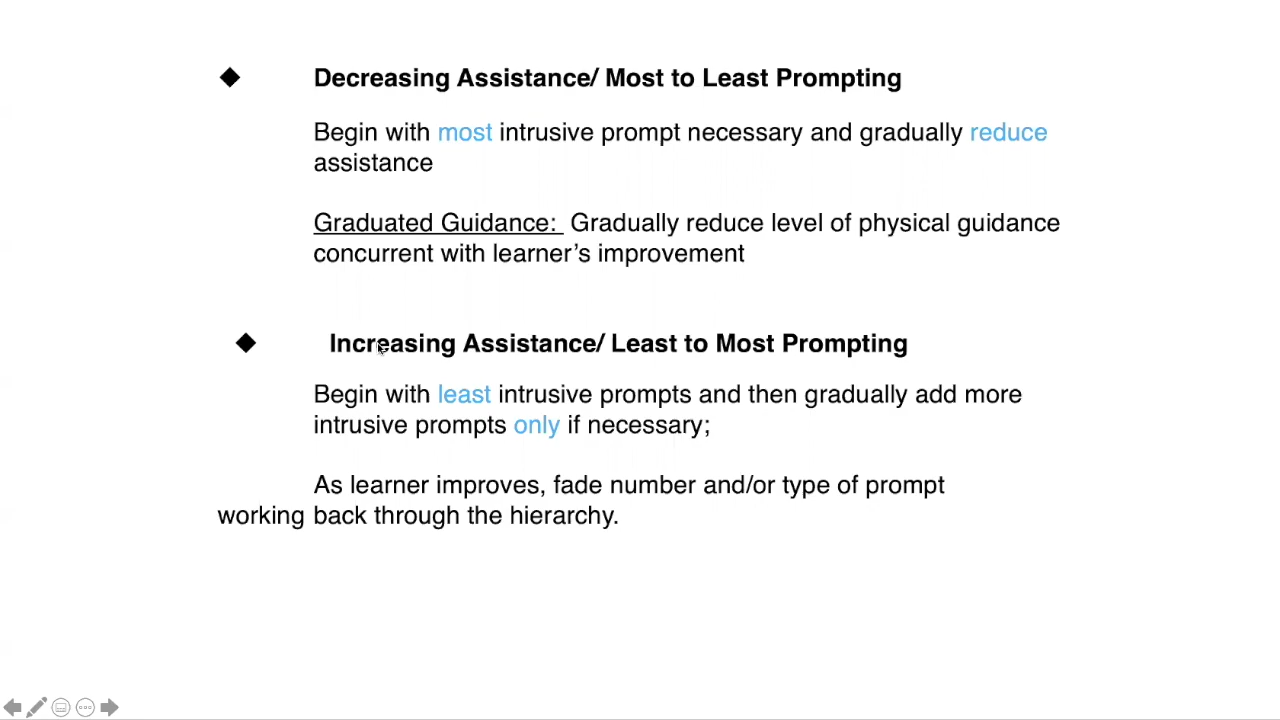 ◆ Decreasing Assistance/ Most to Least Prompting
Begin with most intrusive prompt necessary and gradually reduce
assistance
Graduated Guidance: Gradually reduce level of physical guidance
concurrent with learner’s improvement
◆ Increasing Assistance/ Least to Most Prompting
Begin with least intrusive prompts and then gradually add more
intrusive prompts only if necessary;
As learner improves, fade number and/or type of prompt
working back through the hierarchy.